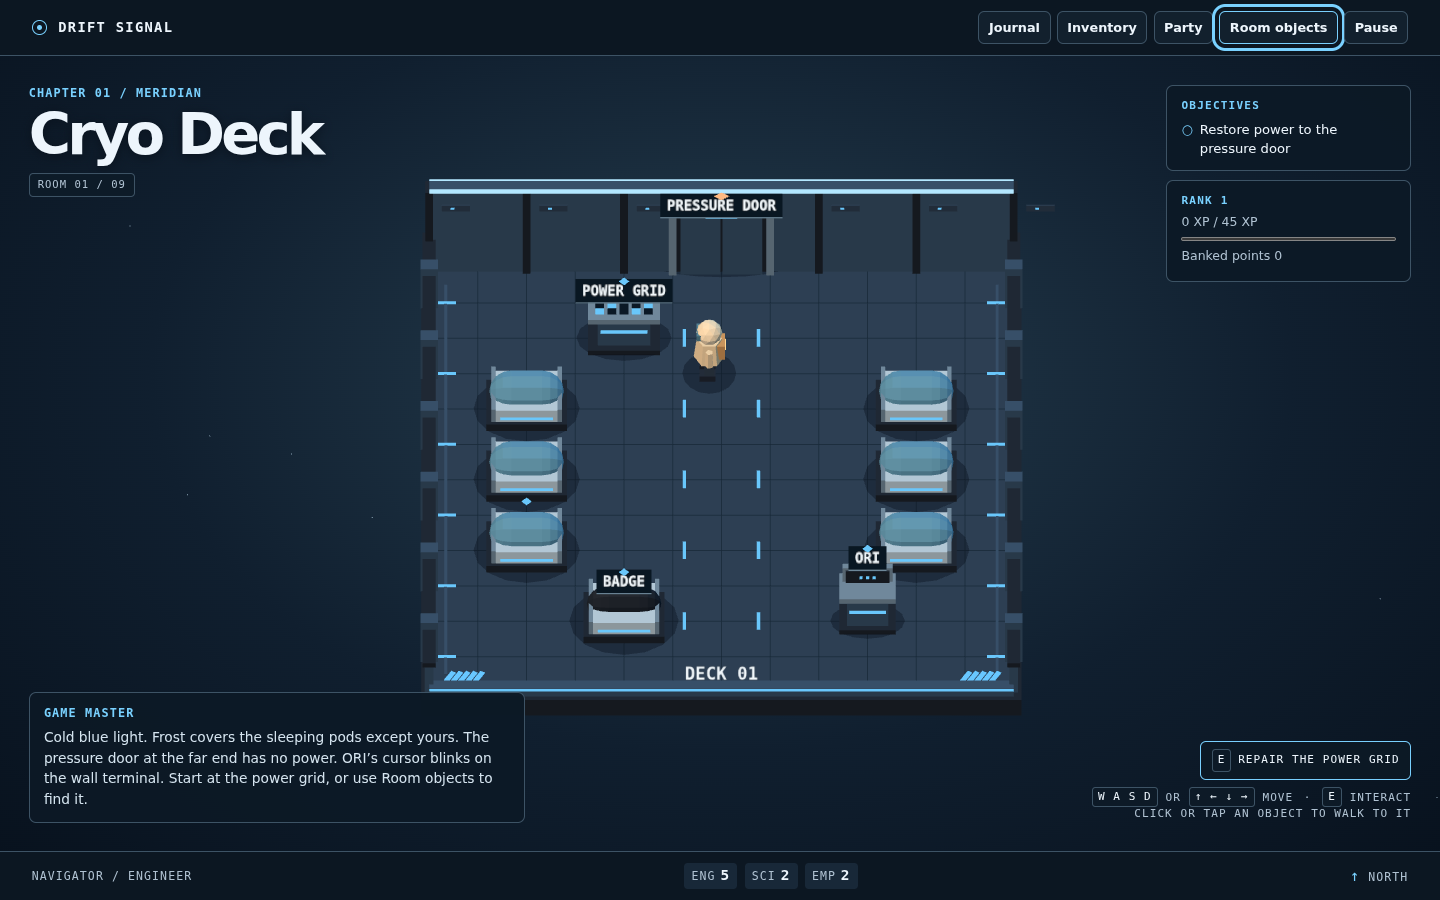 DRIFT SIGNAL
Journal
Inventory
Party
Room objects
Pause
CHAPTER 01 / MERIDIAN
Cryo Deck
ROOM 01 / 09
OBJECTIVES
Restore power to the
pressure door
RANK 1
0 XP / 45 XP
Banked points 0
PRESSURE DOOR
POWER GRID
BADGE
ORI
DECK 01
GAME MASTER
Cold blue light. Frost covers the sleeping pods except yours. The
pressure door at the far end has no power. ORI’s cursor blinks on
the wall terminal. Start at the power grid, or use Room objects to
find it.
E REPAIR THE POWER GRID
W A S D OR ↑ ← ↓ → MOVE · E INTERACT
CLICK OR TAP AN OBJECT TO WALK TO IT
NAVIGATOR / ENGINEER
ENG 5
SCI 2
EMP 2
↑ NORTH